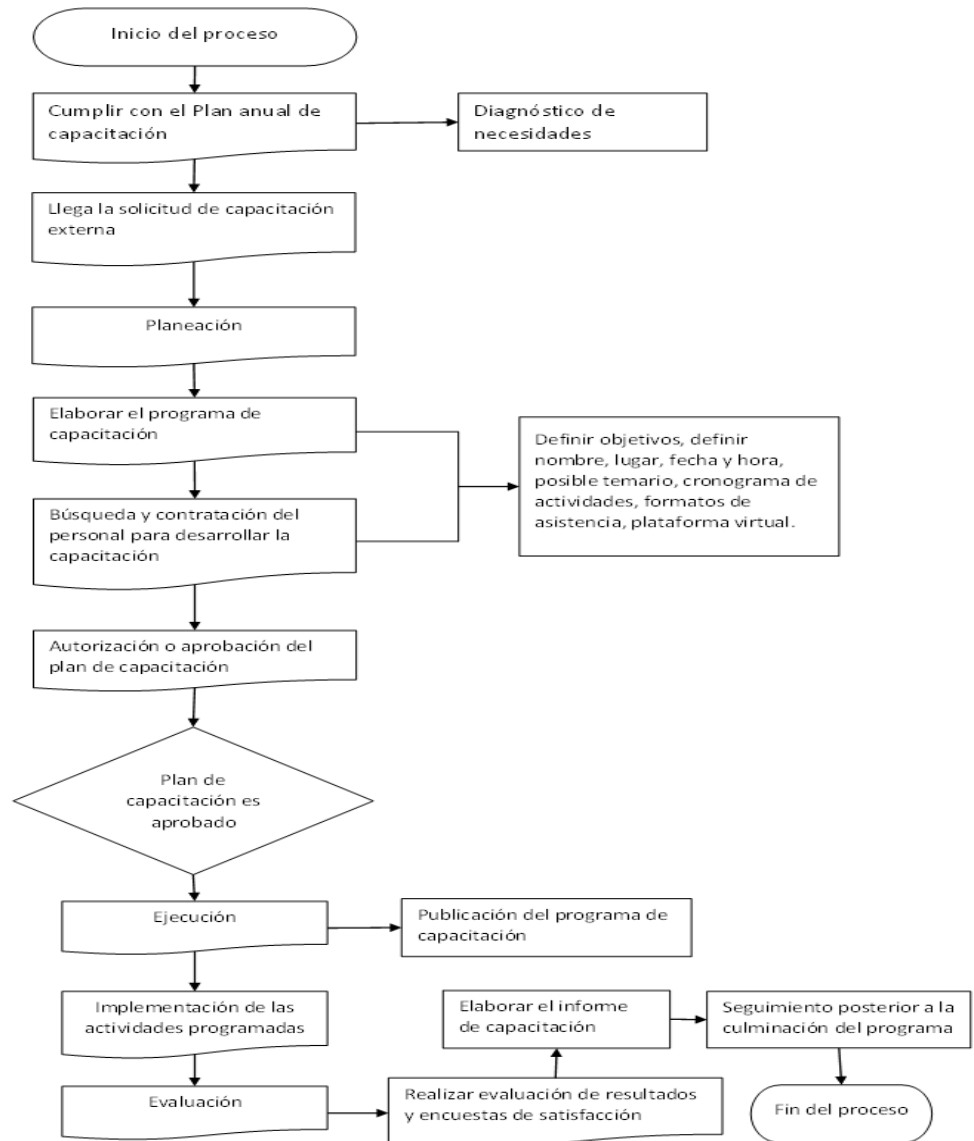 Inicio del proceso
Cumplir con el Plan anual de
capacitación
Diagnóstico de
necesidades
Llega la solicitud de capacitación
externa
Planeación
Elaborar el programa de
capacitación
Definir objetivos, definir
nombre, lugar, fecha y hora,
posible temario, cronograma de
actividades, formatos de
asistencia, plataforma virtual.
Búsqueda y contratación del
personal para desarrollar la
capacitación
Autorización o aprobación del
plan de capacitación
Plan de
capacitación es
aprobado
Ejecución
Publicación del programa de
capacitación
Implementación de las
actividades programadas
Evaluación
Realizar evaluación de resultados
y encuestas de satisfacción
Elaborar el informe
de capacitación
Seguimiento posterior a la
culminación del programa
Fin del proceso